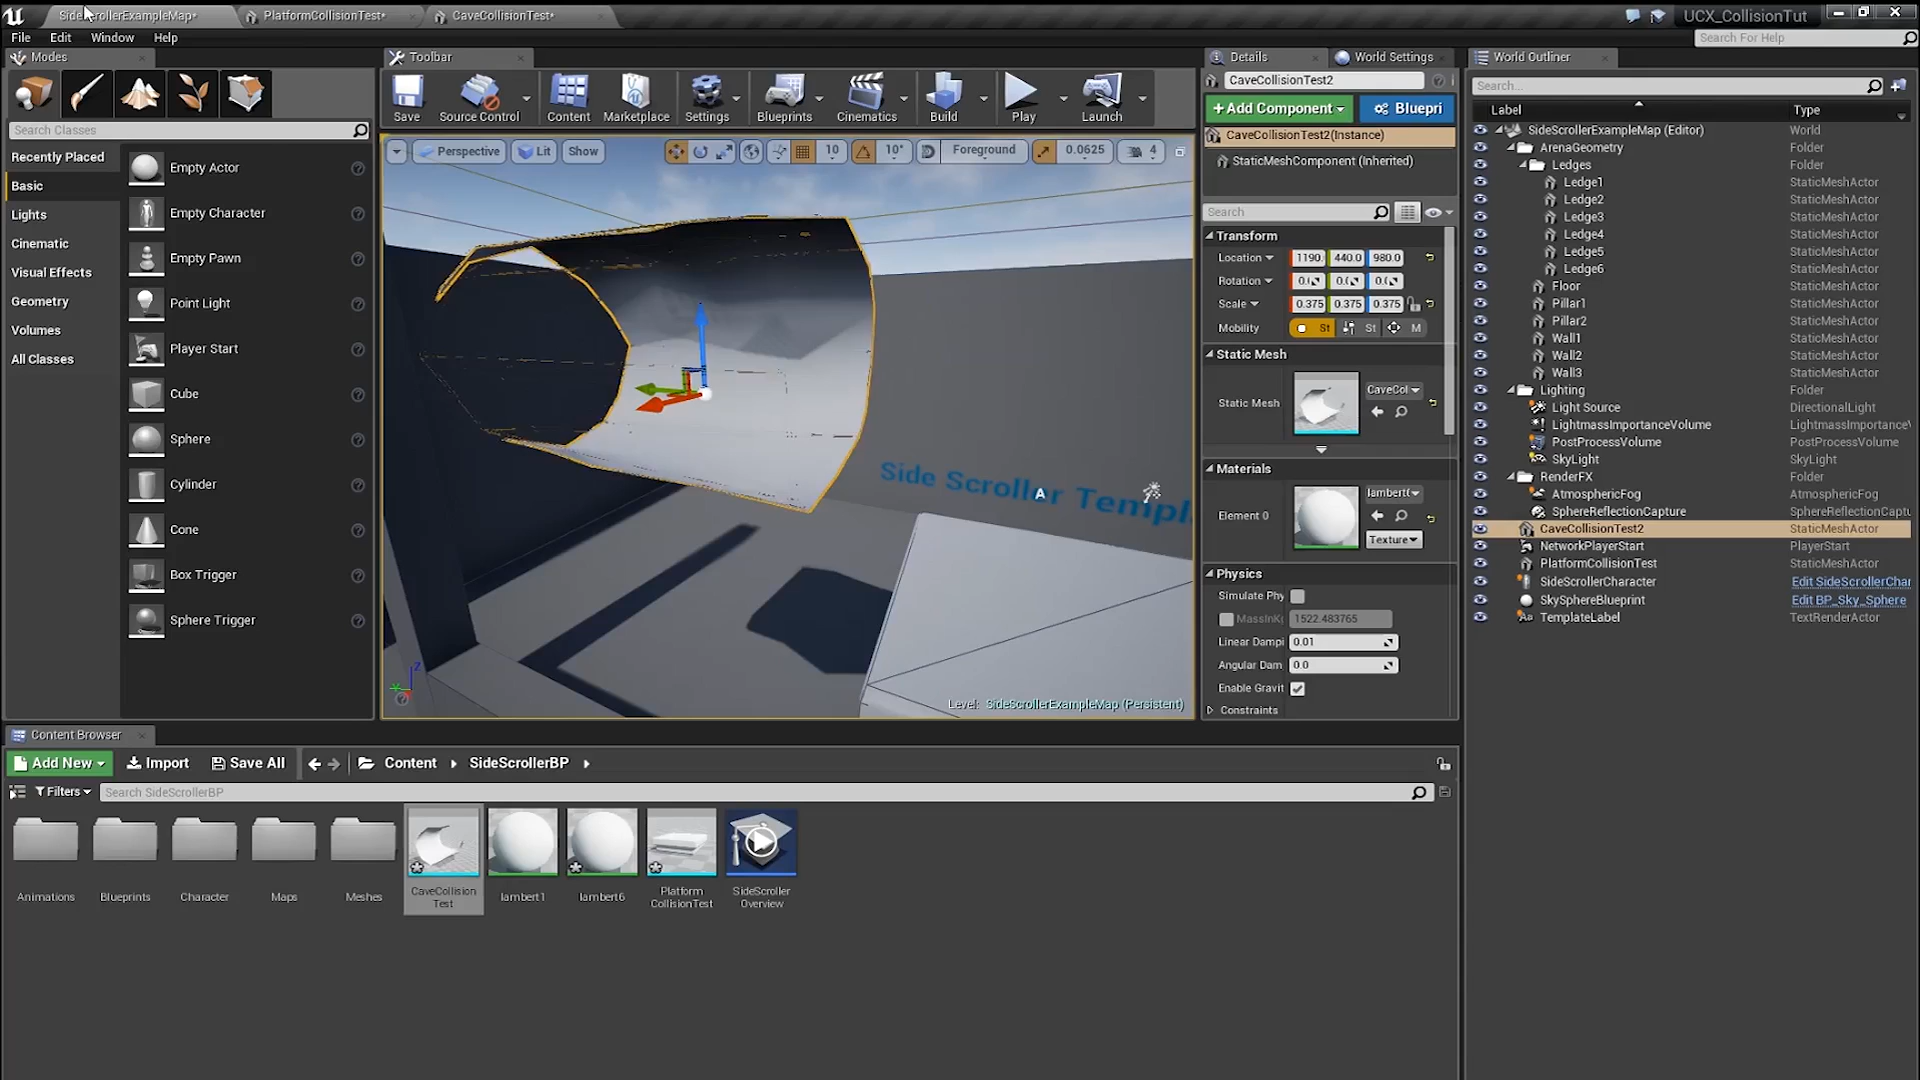 SideScrollerExampleMap*
PlatformCollisionTest*
CaveCollisionTest*
UCX_CollisionTut
File Edit Window Help
Search For Help
Modes
Search Classes
Recently Placed
Basic
Lights
Cinematic
Visual Effects
Geometry
Volumes
All Classes
Empty Actor
Empty Character
Empty Pawn
Point Light
Player Start
Cube
Sphere
Cylinder
Cone
Box Trigger
Sphere Trigger
Toolbar
Save
Source Control
Content
Marketplace
Settings
Blueprints
Cinematics
Build
Play
Launch
Perspective Lit Show 10 10° Foreground 0.0625 4
Side Scroller Templ
A
Z
Level: SideScrollerExampleMap (Persistent)
Details
World Settings
CaveCollisionTest2
+Add Component
Bluepri
CaveCollisionTest2(Instance)
StaticMeshComponent (Inherited)
Search
Transform
Location 1190. 440.0 980.0
Rotation
Scale 0.375 0.375 0.375
Mobility St St M
Static Mesh
Static Mesh CaveCol
Materials
Element 0
Texture
Physics
Simulate Phy
1522.483765
Linear Dampi 0.01
Angular Dam 0.0
Enable Gravit
Constraints
World Outliner
Search...
Label Type
SideScrollerExampleMap (Editor) World
ArenaGeometry Folder
Ledges Folder
Ledge1 StaticMeshActor
Ledge2 StaticMeshActor
Ledge3 StaticMeshActor
Ledge4 StaticMeshActor
Ledge5 StaticMeshActor
Ledge6 StaticMeshActor
Floor StaticMeshActor
Pillar1 StaticMeshActor
Pillar2 StaticMeshActor
Wall1 StaticMeshActor
Wall2 StaticMeshActor
Wall3 StaticMeshActor
Lighting Folder
Light Source DirectionalLight
LightmassImportanceVolume LightmassImportanceV
PostProcessVolume PostProcessVolume
SkyLight SkyLight
RenderFX Folder
AtmosphericFog AtmosphericFog
SphereReflectionCapture SphereReflectionCaptu
CaveCollisionTest2 StaticMeshActor
NetworkPlayerStart PlayerStart
PlatformCollisionTest StaticMeshActor
SideScrollerCharacter Edit SideScrollerChar
SkySphereBlueprint Edit BP_Sky_Sphere
TemplateLabel TextRenderActor
Content Browser
Add New Import Save All Content SideScrollerBP
Filters Search SideScrollerBP
Animations
Blueprints
Character
Maps
Meshes
CaveCollision
Test
lambert1
lambert6
Platform
CollisionTest
SideScroller
Overview